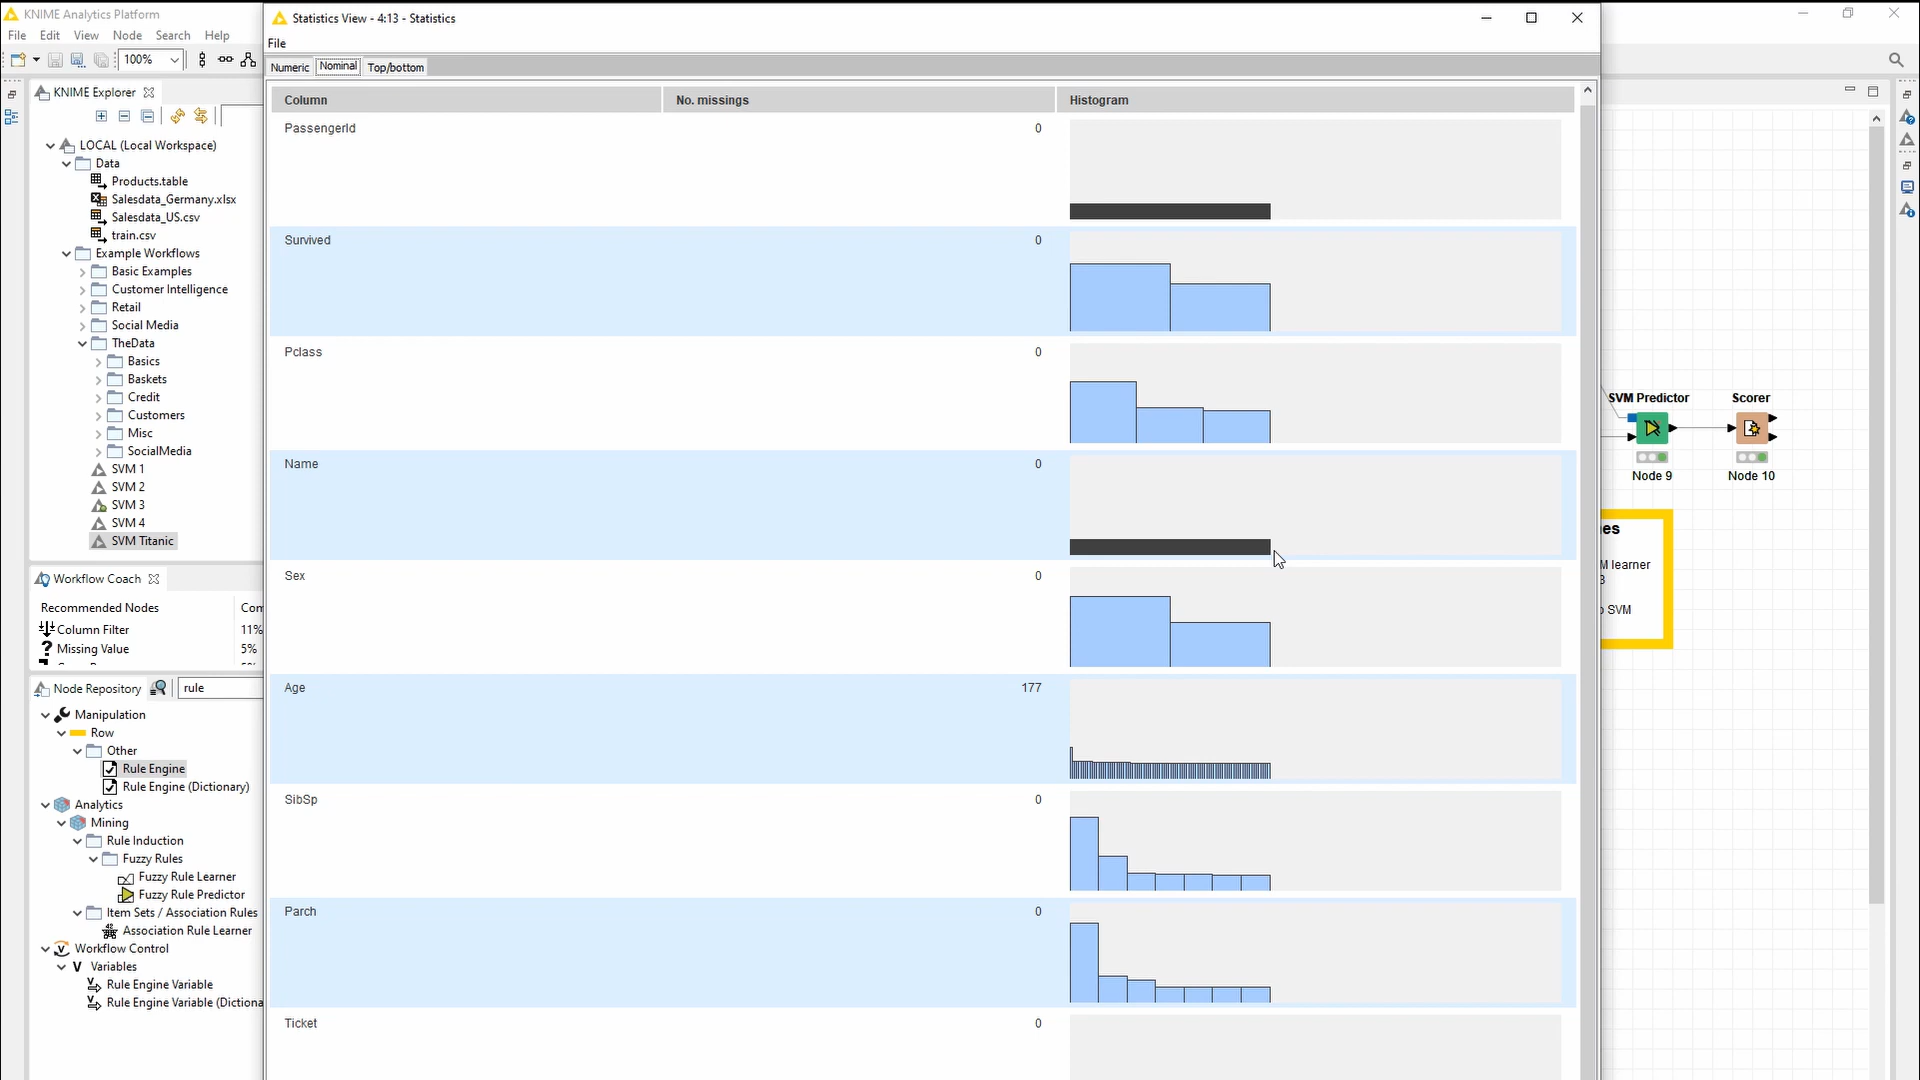 KNIME Analytics Platform
File Edit View Node Search Help
100%
KNIME Explorer
LOCAL (Local Workspace)
Data
Products.table
Salesdata_Germany.xlsx
Salesdata_US.csv
train.csv
Example Workflows
Basic Examples
Customer Intelligence
Retail
Social Media
TheData
Basics
Baskets
Credit
Customers
Misc
SocialMedia
SVM 1
SVM 2
SVM 3
SVM 4
SVM Titanic
Workflow Coach
Recommended Nodes Com
Column Filter 11%
Missing Value 5%
Node Repository rule
Manipulation
Row
Other
Rule Engine
Rule Engine (Dictionary)
Analytics
Mining
Rule Induction
Fuzzy Rules
Fuzzy Rule Learner
Fuzzy Rule Predictor
Item Sets / Association Rules
Association Rule Learner
Workflow Control
Variables
Rule Engine Variable
Rule Engine Variable (Dictiona
Statistics View - 4:13 - Statistics
File
Numeric Nominal Top/bottom
Column No. missings Histogram
PassengerId 0
Survived 0
Pclass 0
Name 0
Sex 0
Age 177
SibSp 0
Parch 0
Ticket 0
SVM Predictor Scorer
Node 9 Node 10
es
M learner
3
o SVM